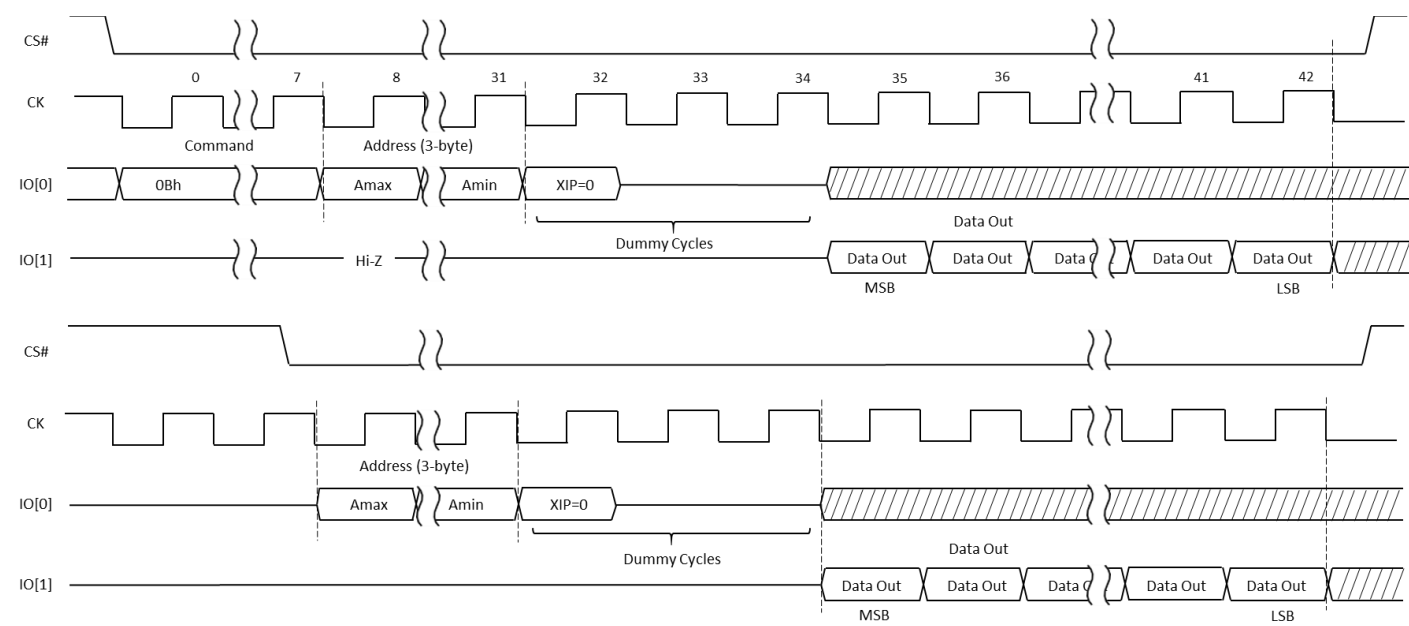 CS#
0 7 8 31 32 33 34 35 36 41 42
CK
Command Address (3-byte)
IO[0] 0Bh Amax Amin XIP=0
Data Out
Dummy Cycles
IO[1] Hi-Z Data Out Data Out Data Data Out Data Out
MSB LSB
CS#
CK
Address (3-byte)
IO[0] Amax Amin XIP=0
Data Out
Dummy Cycles
IO[1] Data Out Data Out Data Data Out Data Out
MSB LSB